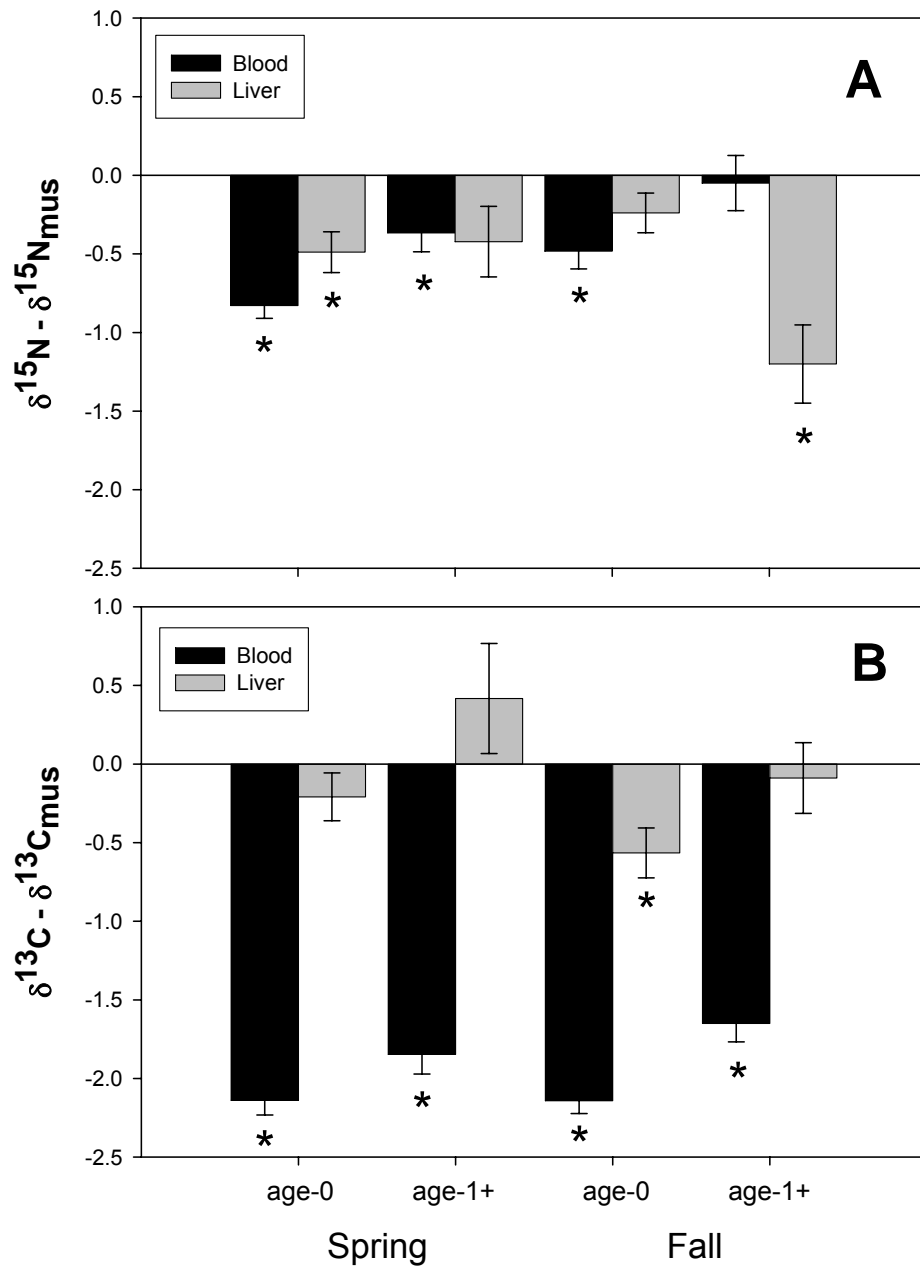 1.0
Blood
Liver
A
0.5
0.0
-0.5
* * * *
-1.0
-1.5
*
-2.0
-2.5
δ15N - δ15Nmus
1.0
Blood
Liver
B
0.5
0.0
-0.5
*
-1.0
-1.5
-2.0
* * * *
-2.5
δ13C - δ13Cmus
age-0 age-1+ age-0 age-1+
Spring Fall